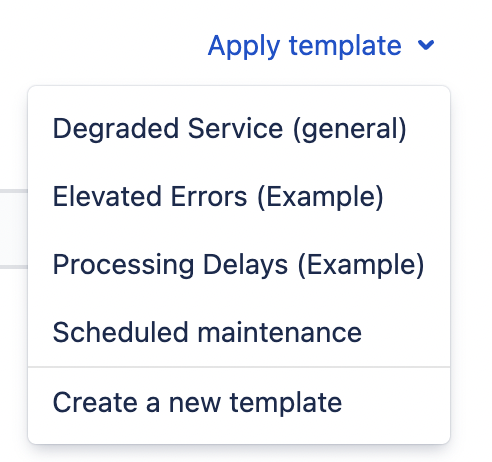 Apply template
Degraded Service (general)
Elevated Errors (Example)
Processing Delays (Example)
Scheduled maintenance
Create a new template